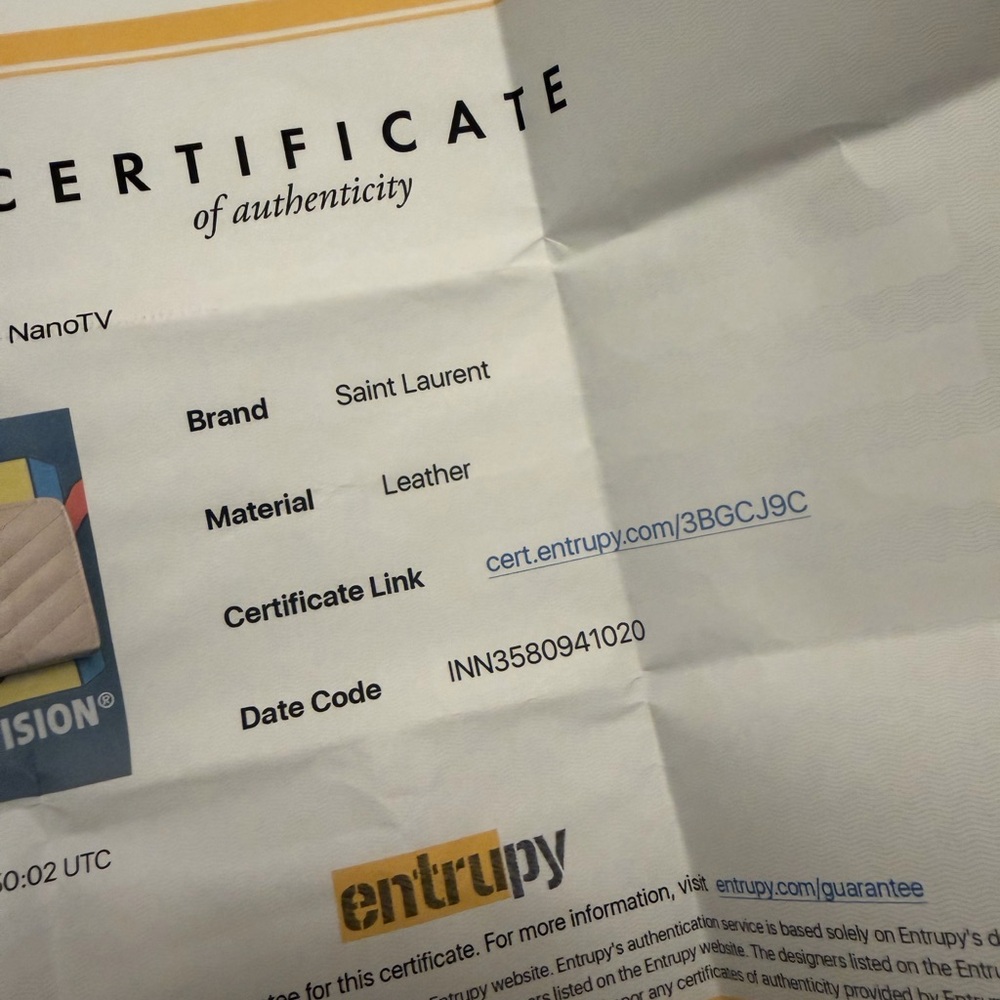 CERTIFICATE
of authenticity
NanoTV
Brand Saint Laurent
Material Leather
Certificate Link cert.entrupy.com/3BGCJ9C
Date Code INN3580941020
ISION®
0:02 UTC
entrupy
for this certificate. For more information, visit entrupy.com/guarantee
website. Entrupy's authentication service is based solely on Entrupy's
listed on the Entrupy website. The designers listed on the
or any certificates of authenticity provided by